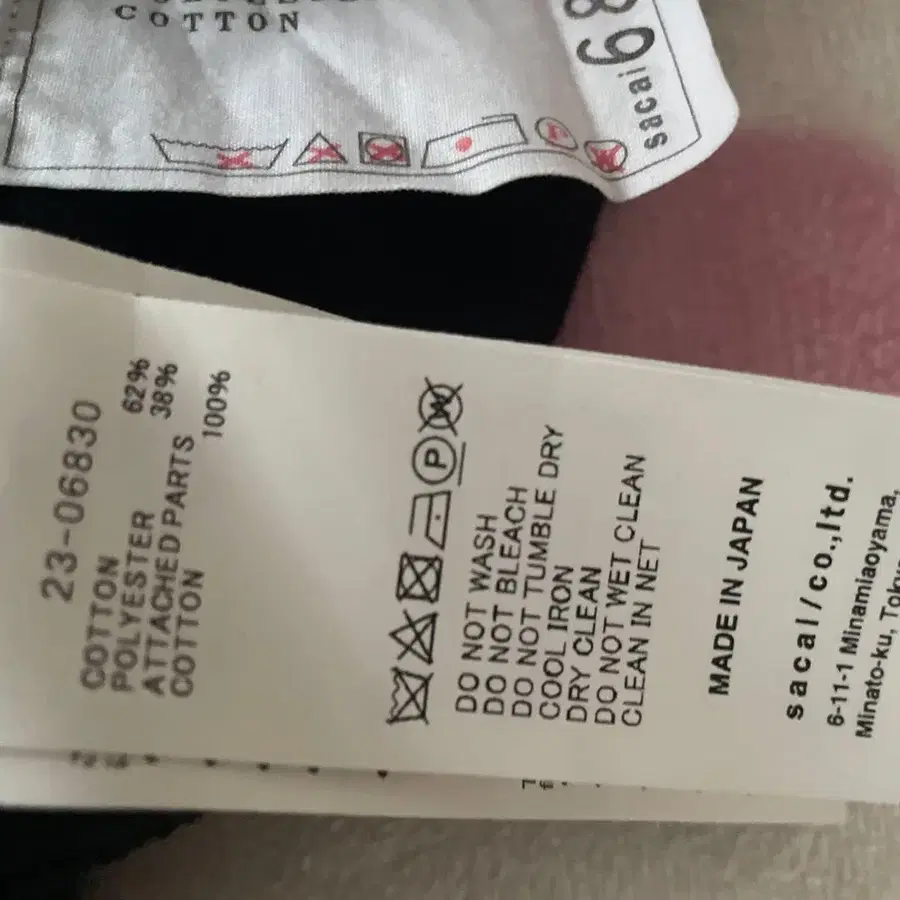 COTTON
sacai 68
23-06830
COTTON 62%
POLYESTER 38%
ATTACHED PARTS
COTTON 100%
P
W
DO NOT WASH
DO NOT BLEACH
DO NOT TUMBLE DRY
COOL IRON
DRY CLEAN
DO NOT WET CLEAN
CLEAN IN NET
MADE IN JAPAN
sacai/co.,ltd.
6-11-1 Minamiaoyama,
Minato-ku,